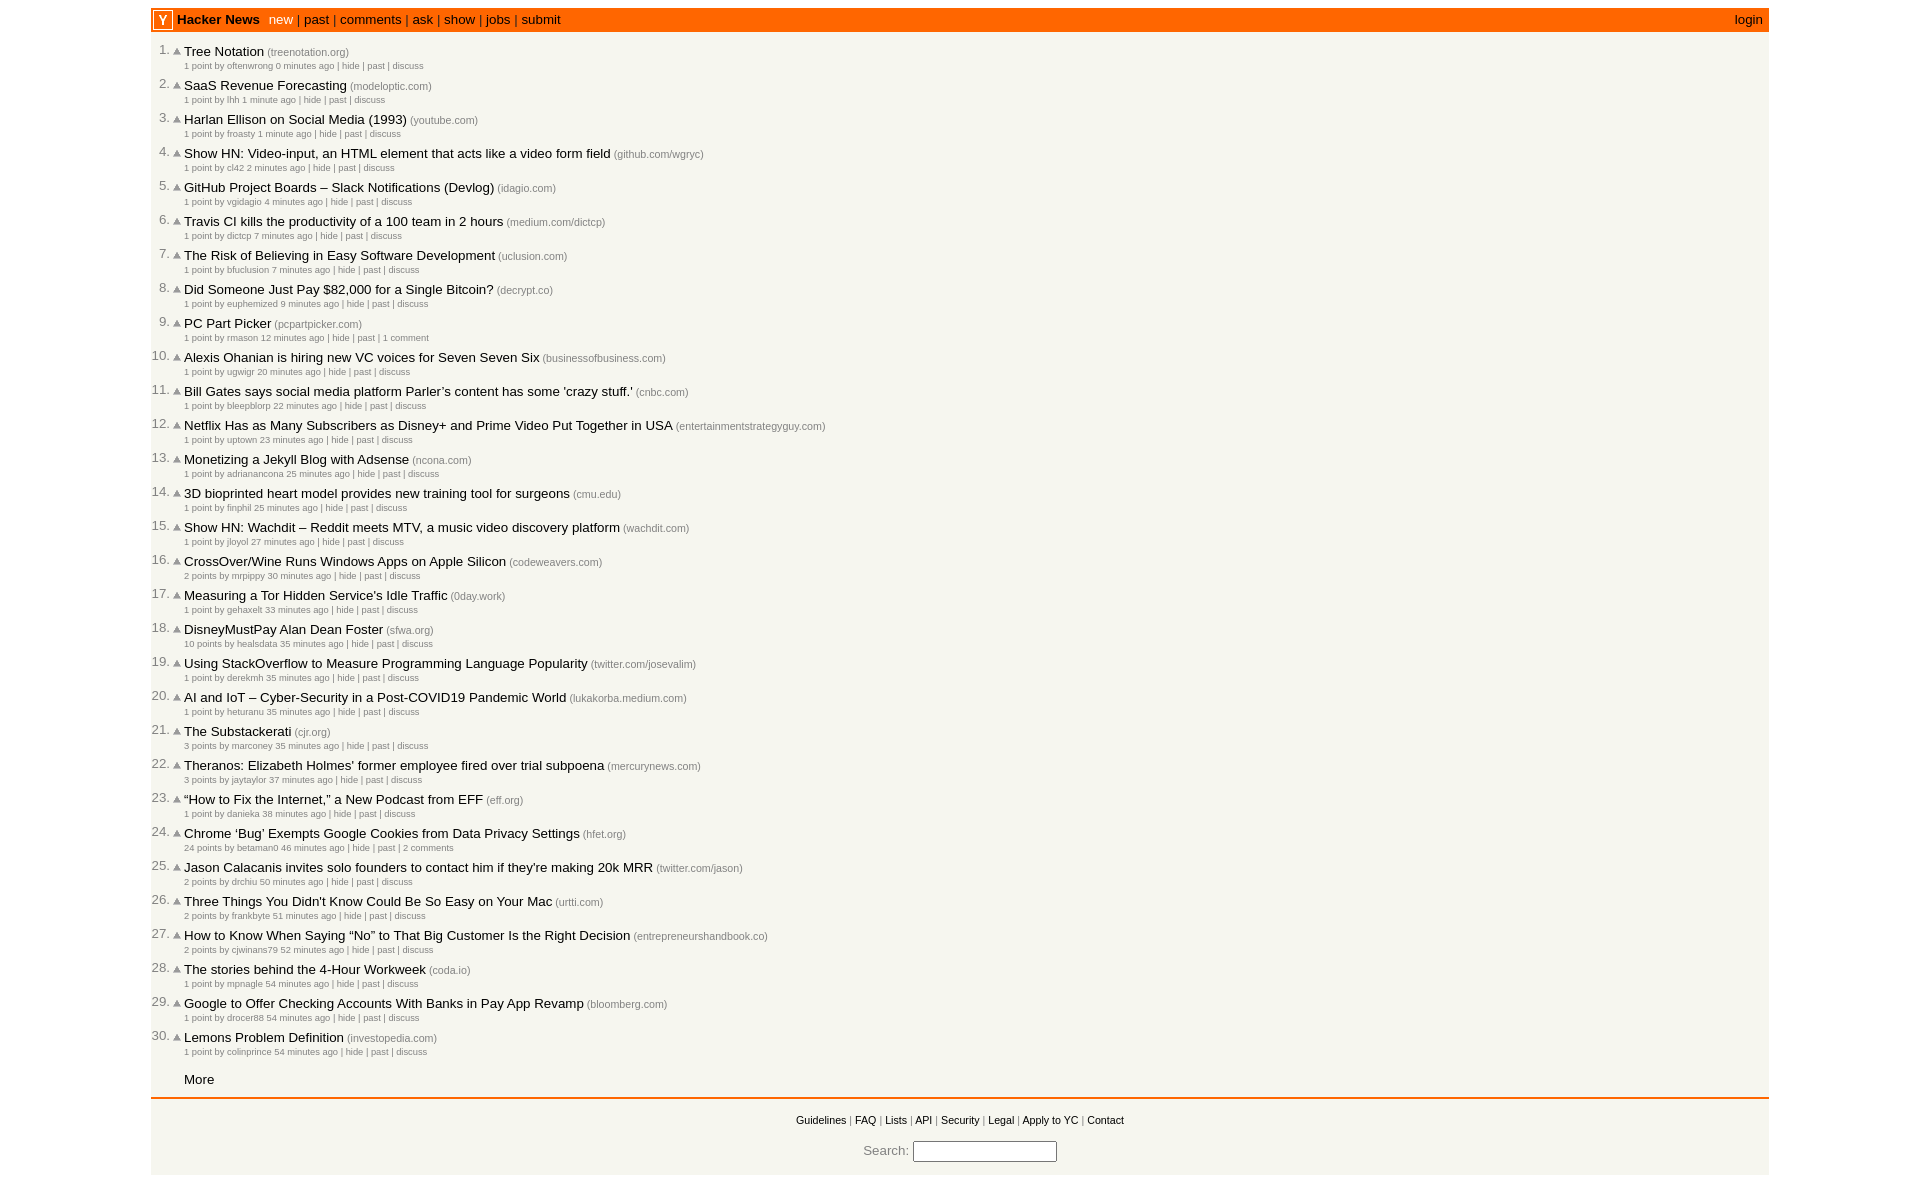 Y Hacker News new | past | comments | ask | show | jobs | submit login
1. Tree Notation (treenotation.org)
1 point by oftenwrong 0 minutes ago | hide | past | discuss
2. SaaS Revenue Forecasting (modeloptic.com)
1 point by lhh 1 minute ago | hide | past | discuss
3. Harlan Ellison on Social Media (1993) (youtube.com)
1 point by froasty 1 minute ago | hide | past | discuss
4. Show HN: Video-input, an HTML element that acts like a video form field (github.com/wgryc)
1 point by cl42 2 minutes ago | hide | past | discuss
5. GitHub Project Boards – Slack Notifications (Devlog) (idagio.com)
1 point by vgidagio 4 minutes ago | hide | past | discuss
6. Travis CI kills the productivity of a 100 team in 2 hours (medium.com/dictcp)
1 point by dictcp 7 minutes ago | hide | past | discuss
7. The Risk of Believing in Easy Software Development (uclusion.com)
1 point by bfuclusion 7 minutes ago | hide | past | discuss
8. Did Someone Just Pay $82,000 for a Single Bitcoin? (decrypt.co)
1 point by euphemized 9 minutes ago | hide | past | discuss
9. PC Part Picker (pcpartpicker.com)
1 point by rmason 12 minutes ago | hide | past | 1 comment
10. Alexis Ohanian is hiring new VC voices for Seven Seven Six (businessofbusiness.com)
1 point by ugwigr 20 minutes ago | hide | past | discuss
11. Bill Gates says social media platform Parler’s content has some 'crazy stuff.' (cnbc.com)
1 point by bleepblorp 22 minutes ago | hide | past | discuss
12. Netflix Has as Many Subscribers as Disney+ and Prime Video Put Together in USA (entertainmentstrategyguy.com)
1 point by uptown 23 minutes ago | hide | past | discuss
13. Monetizing a Jekyll Blog with Adsense (ncona.com)
1 point by adrianancona 25 minutes ago | hide | past | discuss
14. 3D bioprinted heart model provides new training tool for surgeons (cmu.edu)
1 point by finphil 25 minutes ago | hide | past | discuss
15. Show HN: Wachdit – Reddit meets MTV, a music video discovery platform (wachdit.com)
1 point by jloyol 27 minutes ago | hide | past | discuss
16. CrossOver/Wine Runs Windows Apps on Apple Silicon (codeweavers.com)
2 points by mrpippy 30 minutes ago | hide | past | discuss
17. Measuring a Tor Hidden Service's Idle Traffic (0day.work)
1 point by gehaxelt 33 minutes ago | hide | past | discuss
18. DisneyMustPay Alan Dean Foster (sfwa.org)
10 points by healsdata 35 minutes ago | hide | past | discuss
19. Using StackOverflow to Measure Programming Language Popularity (twitter.com/josevalim)
1 point by derekmh 35 minutes ago | hide | past | discuss
20. AI and IoT – Cyber-Security in a Post-COVID19 Pandemic World (lukakorba.medium.com)
1 point by heturanu 35 minutes ago | hide | past | discuss
21. The Substackerati (cjr.org)
3 points by marconey 35 minutes ago | hide | past | discuss
22. Theranos: Elizabeth Holmes' former employee fired over trial subpoena (mercurynews.com)
3 points by jaytaylor 37 minutes ago | hide | past | discuss
23. “How to Fix the Internet,” a New Podcast from EFF (eff.org)
1 point by danieka 38 minutes ago | hide | past | discuss
24. Chrome ‘Bug’ Exempts Google Cookies from Data Privacy Settings (hfet.org)
24 points by betaman0 46 minutes ago | hide | past | 2 comments
25. Jason Calacanis invites solo founders to contact him if they're making 20k MRR (twitter.com/jason)
2 points by drchiu 50 minutes ago | hide | past | discuss
26. Three Things You Didn't Know Could Be So Easy on Your Mac (urtti.com)
2 points by frankbyte 51 minutes ago | hide | past | discuss
27. How to Know When Saying “No” to That Big Customer Is the Right Decision (entrepreneurshandbook.co)
2 points by cjwinans79 52 minutes ago | hide | past | discuss
28. The stories behind the 4-Hour Workweek (coda.io)
1 point by mpnagle 54 minutes ago | hide | past | discuss
29. Google to Offer Checking Accounts With Banks in Pay App Revamp (bloomberg.com)
1 point by drocer88 54 minutes ago | hide | past | discuss
30. Lemons Problem Definition (investopedia.com)
1 point by colinprince 54 minutes ago | hide | past | discuss
More
Guidelines | FAQ | Lists | API | Security | Legal | Apply to YC | Contact
Search: